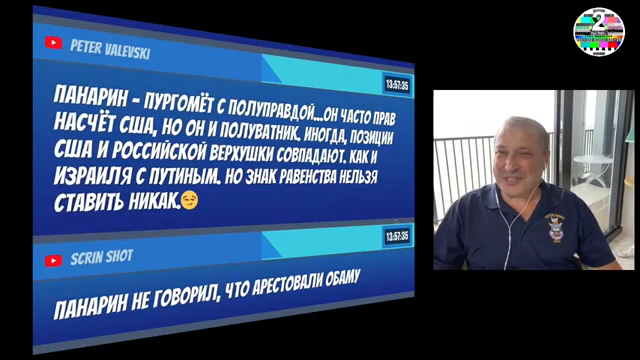 PETER VALEVSKI
13:57:35
ПАНАРИН - ПУРГОМЁТ С ПОЛУПРАВДОЙ...ОН ЧАСТО ПРАВ
НАСЧЁТ США, НО ОН И ПОЛУВАТНИК. ИНОГДА, ПОЗИЦИИ
США И РОССИЙСКОЙ ВЕРХУШКИ СОВПАДАЮТ. КАК И
ИЗРАИЛЯ С ПУТИНЫМ. НО ЗНАК РАВЕНСТВА НЕЛЬЗЯ
СТАВИТЬ НИКАК.😏
SCRIN SHOT
13:57:35
ПАНАРИН НЕ ГОВОРИЛ, ЧТО АРЕСТОВАЛИ ОБАМУ
2